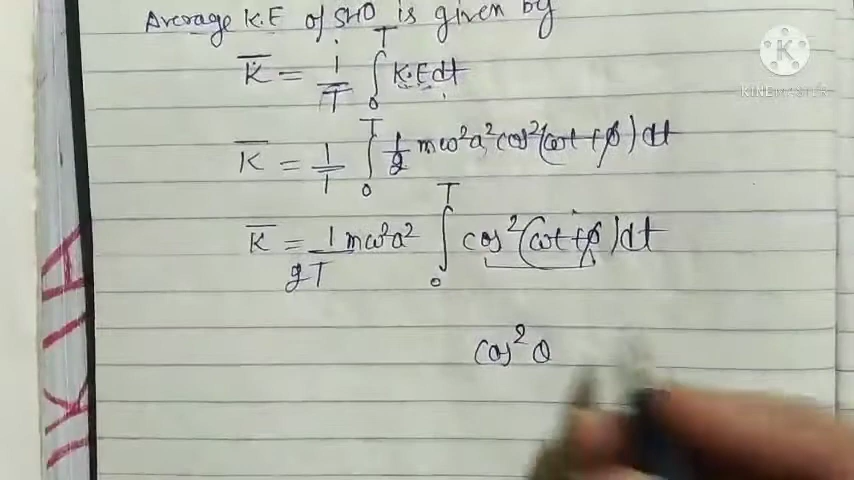 Average K.E of SHO is given by
K̅ = 1/T ∫₀ᵀ K.E dt
K̅ = 1/T ∫₀ᵀ 1/2 mω²a² cos²(ωt+φ)dt
K̅ = 1/2T mω²a² ∫₀ᵀ cos²(ωt+φ)dt
cos²θ
KINEMASTER